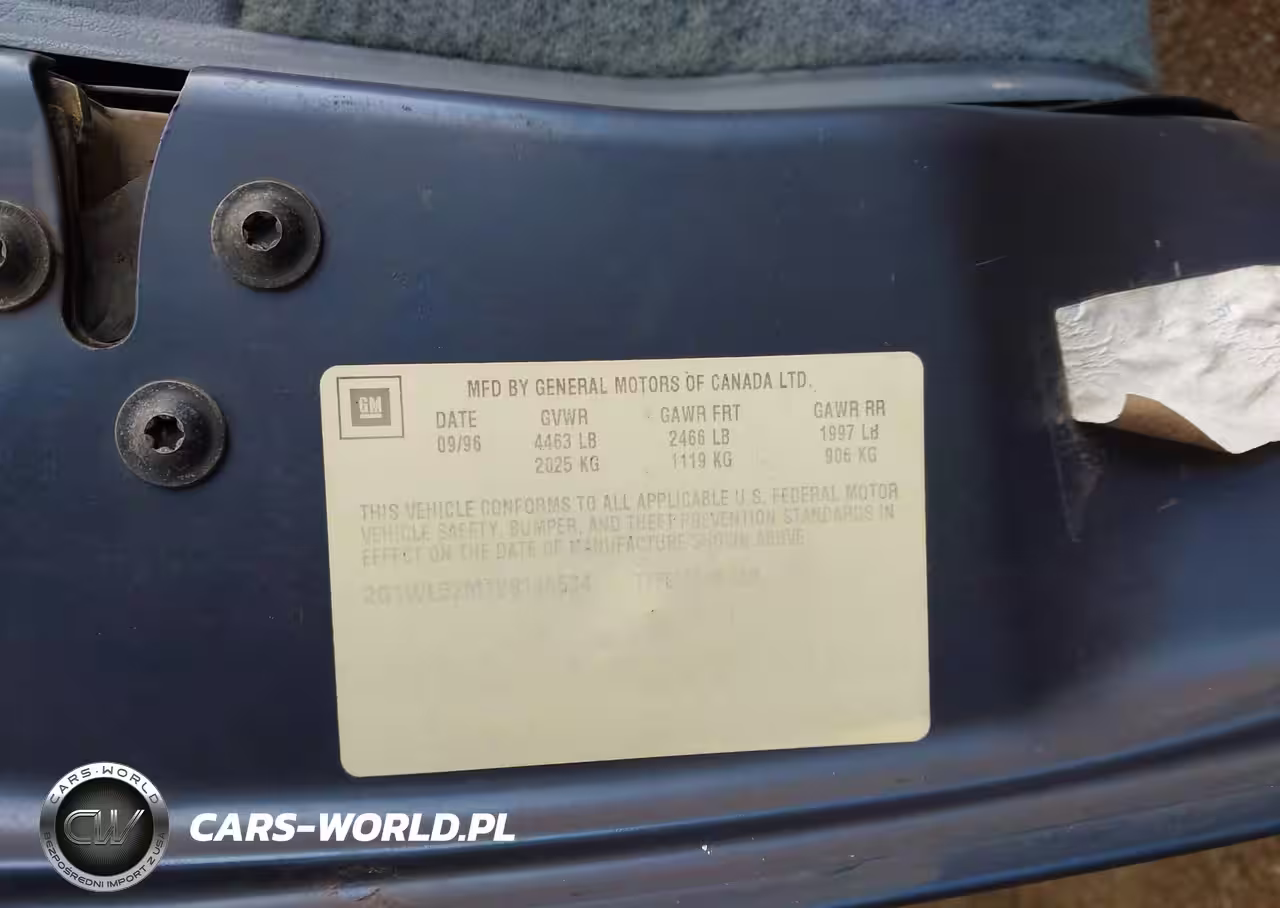 GM
MFD BY GENERAL MOTORS OF CANADA LTD.
DATE GVWR GAWR FRT GAWR RR
09/96 4463 LB 2466 LB 1997 LB
2025 KG 1119 KG 906 KG
THIS VEHICLE CONFORMS TO ALL APPLICABLE U.S. FEDERAL MOTOR
VEHICLE SAFETY, BUMPER, AND THEFT PREVENTION STANDARDS IN
EFFECT ON THE DATE OF MANUFACTURE SHOWN ABOVE
CARS-WORLD
CW
BEZPOŚREDNI IMPORT Z USA
CARS-WORLD.PL